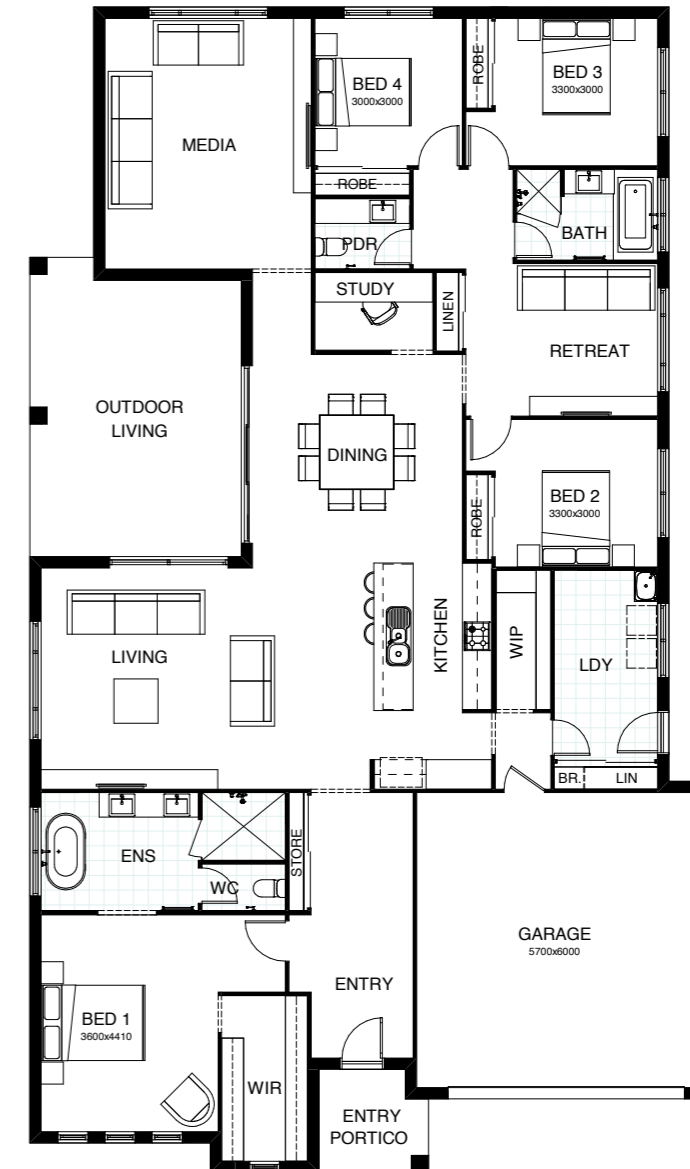 MEDIA
BED 4
3000x3000
ROBE
ROBE
BED 3
3300x3000
PDR
BATH
STUDY
LINEN
RETREAT
OUTDOOR
LIVING
DINING
BED 2
3300x3000
ROBE
LIVING
KITCHEN
WIP
LDY
BR.
LIN
ENS
WC
STORE
GARAGE
5700x6000
ENTRY
BED 1
3600x4410
WIR
ENTRY
PORTICO